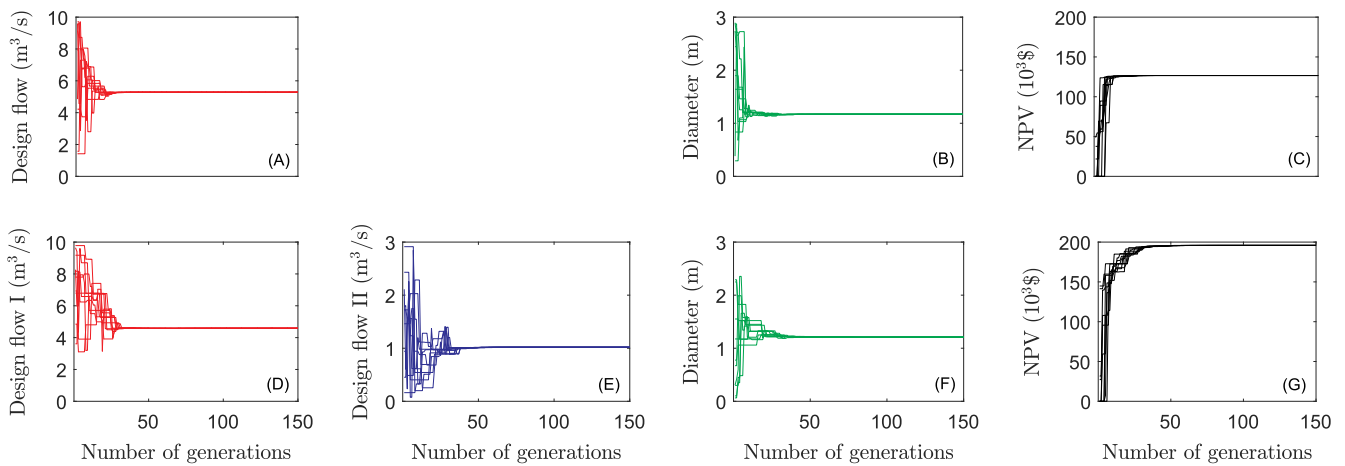 Design flow (m³/s)
10
8
6
4
2
0
(A)
Diameter (m)
3
2
1
0
(B)
NPV (10³$)
200
150
100
50
0
(C)
Design flow I (m³/s)
10
8
6
4
2
0
50
100
150
(D)
Number of generations
Design flow II (m³/s)
3
2
1
0
50
100
150
(E)
Number of generations
Diameter (m)
3
2
1
0
50
100
150
(F)
Number of generations
NPV (10³$)
200
150
100
50
0
50
100
150
(G)
Number of generations